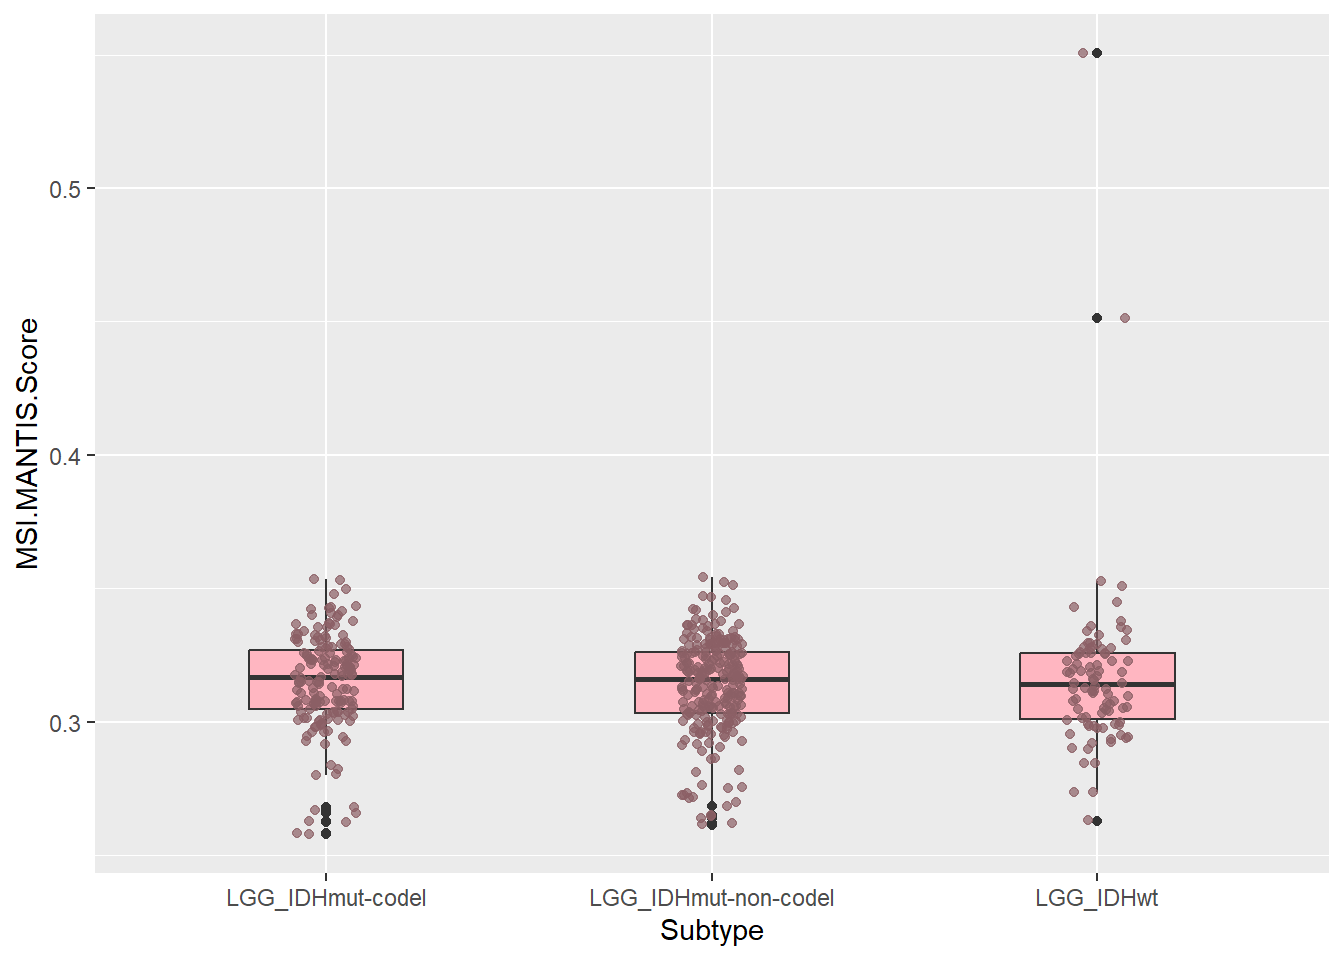 MSI.MANTIS.Score
0.5
0.4
0.3
LGG_IDHmut-codel
LGG_IDHmut-non-codel
LGG_IDHwt
Subtype